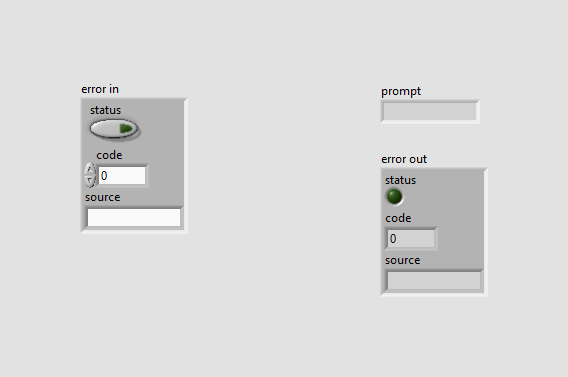 error in
status
code
0
source
prompt
error out
status
code
0
source